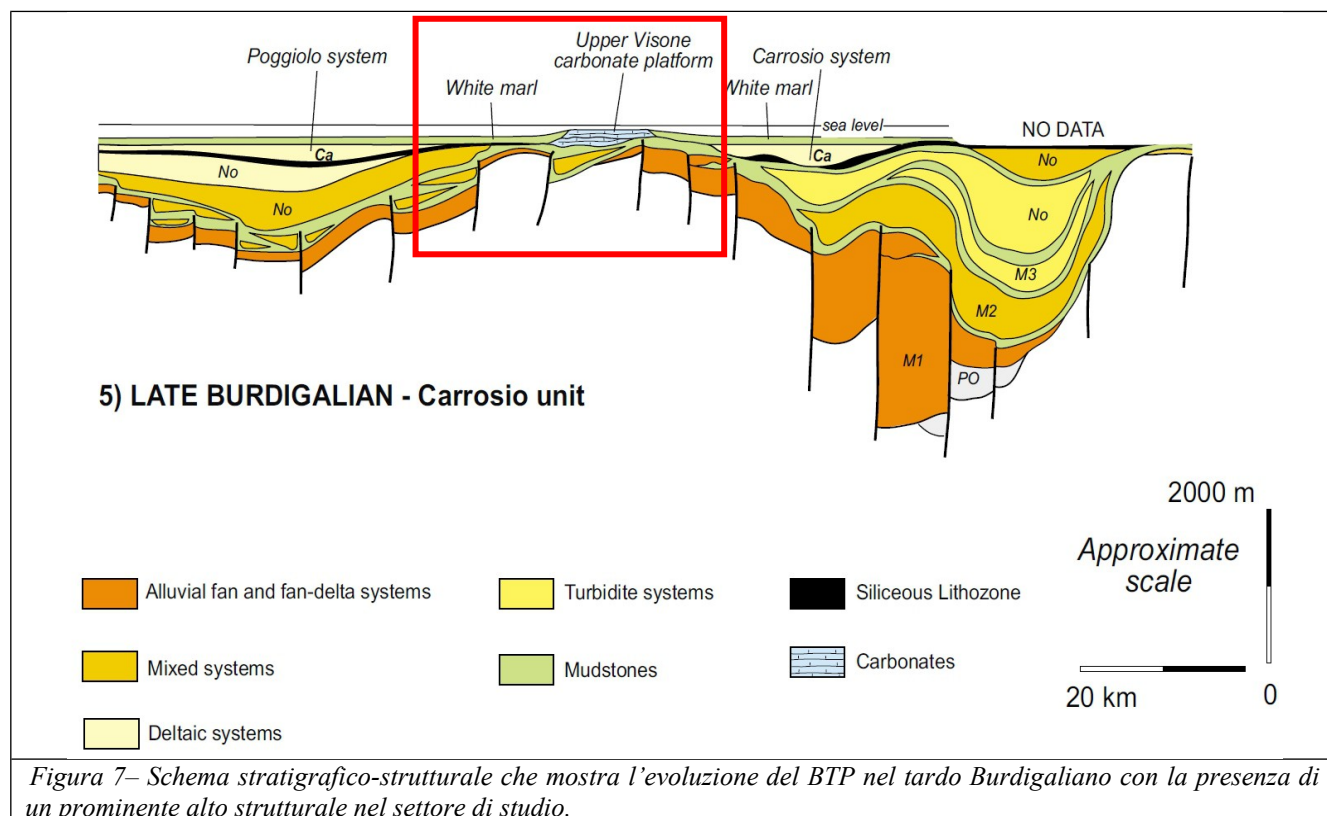 Poggiolo system
Upper Visone
carbonate platform
Carrosio system
White marl
White marl
sea level
NO DATA
Ca
Ca
No
No
No
No
M3
M2
M1
PO
5) LATE BURDIGALIAN - Carrosio unit
2000 m
Approximate
scale
20 km
0
Alluvial fan and fan-delta systems
Turbidite systems
Siliceous Lithozone
Mixed systems
Mudstones
Carbonates
Deltaic systems
Figura 7– Schema stratigrafico-strutturale che mostra l’evoluzione del BTP nel tardo Burdigaliano con la presenza di
un prominente alto strutturale nel settore di studio.